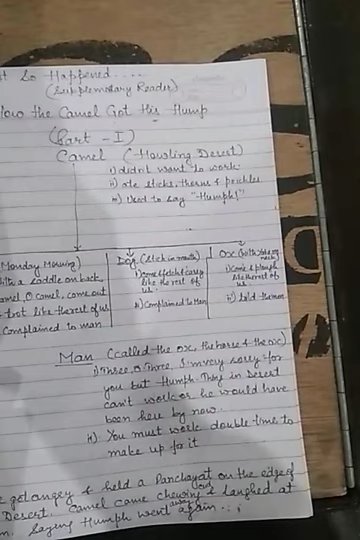 So Happened.....
(Supplementary Reader)
How the Camel Got His Hump
(Part - I)
Camel (-Howling Desert)
i) didn't want to work
ii) ate sticks, thorns & prickles
iii) Used to say "Humph!"
Monday Morning)
With a saddle on back,
camel, O camel, come out
& trot like the rest of us
Complained to man
Dog (Stick in mouth)
i) Come & fetch & carry
like the rest of
us.
ii) Complained to Man
Ox (both yoke on
neck)
i) Come & plough
like the rest of
us
ii) told the man
Man (called the ox, the horse & the ox)
i) Three, O Three, I'm very sorry for
you but Humph Thing in Desert
can't work or he would have
been here by now.
ii) You must work double time to
make up for it
got angry & held a Panchayat on the edge of
Desert. Camel came chewing cud & laughed at
Saying Humph went away again...